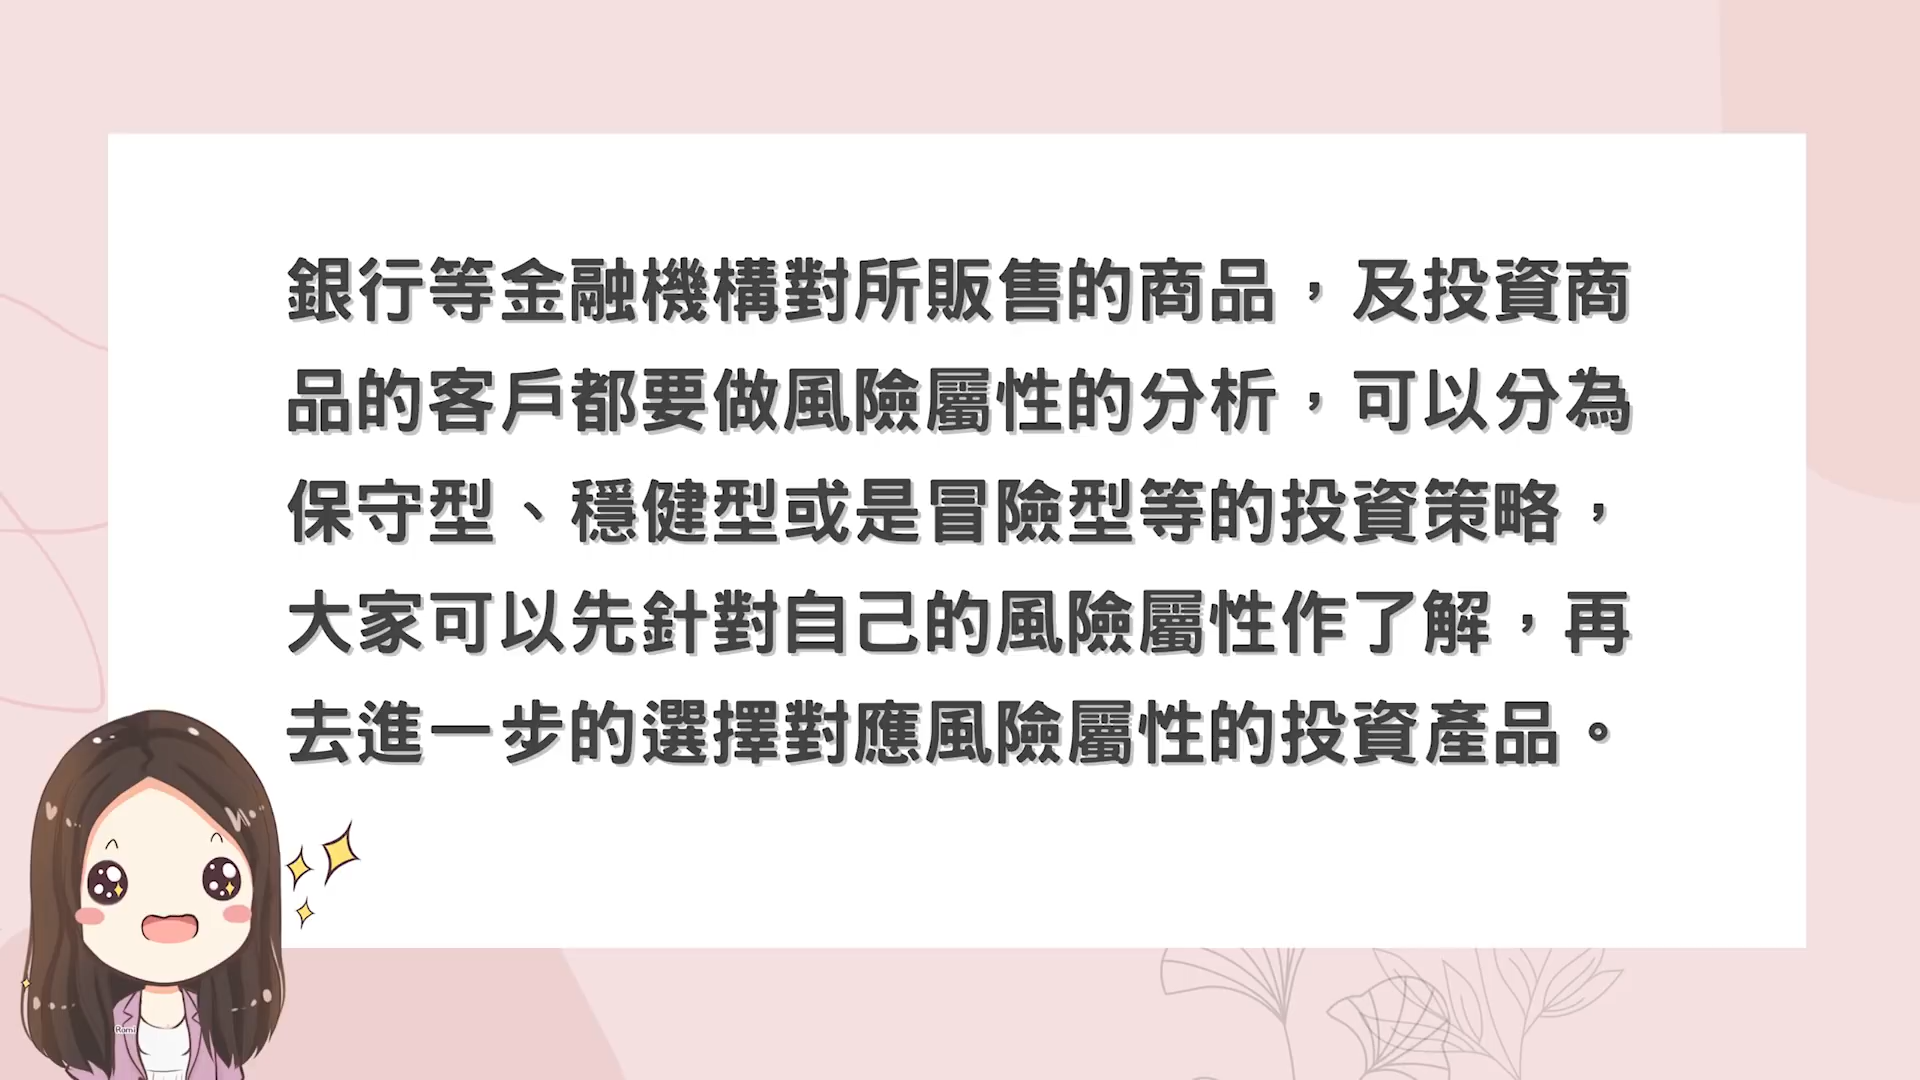 銀行等金融機構對所販售的商品，及投資商
品的客戶都要做風險屬性的分析，可以分為
保守型、穩健型或是冒險型等的投資策略，
大家可以先針對自己的風險屬性作了解，再
去進一步的選擇對應風險屬性的投資產品。
Romi